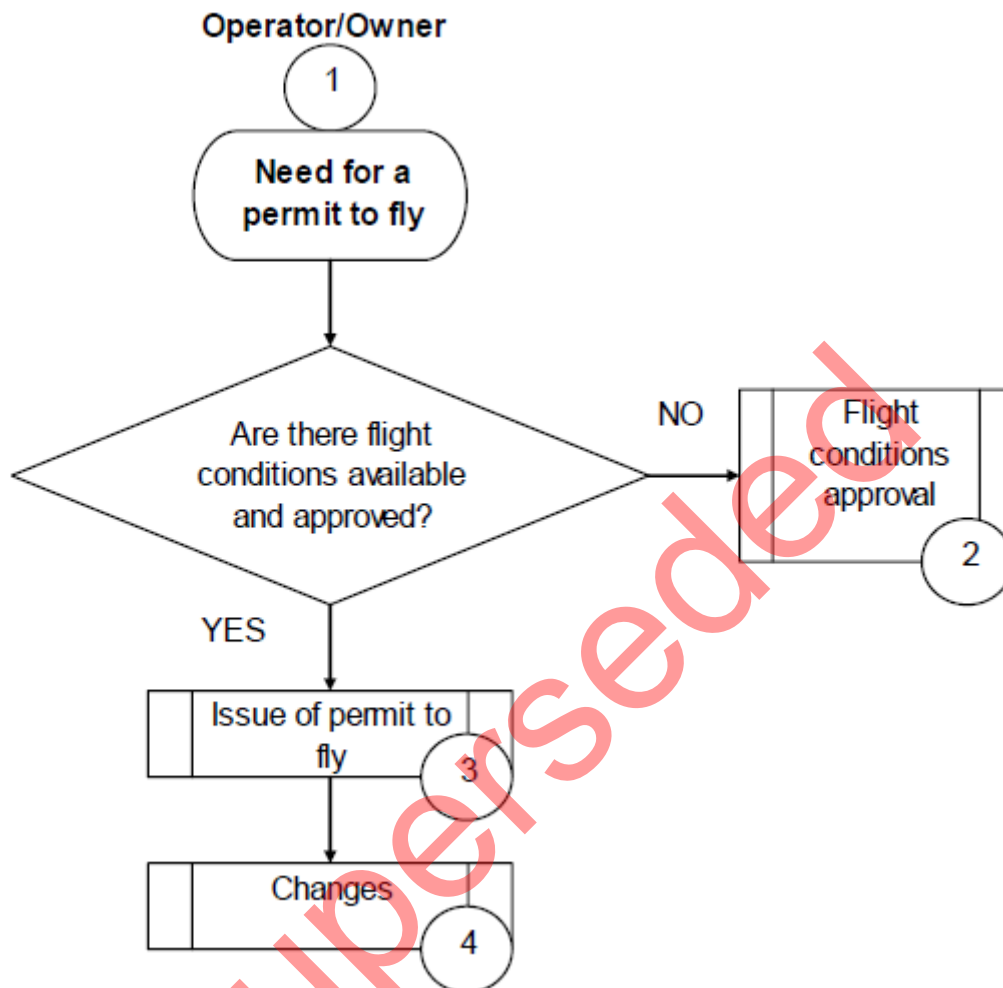 Operator/Owner
1
Need for a
permit to fly
Are there flight
conditions available
and approved?
NO
Flight
conditions
approval
2
YES
Issue of permit to
fly
3
Changes
4
uperseded